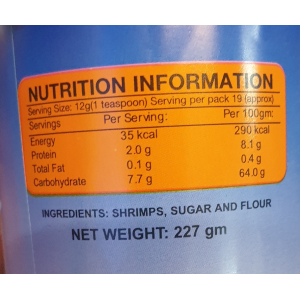 NUTRITION INFORMATION
Serving Size: 12g(1 teaspoon) Serving per pack 19 (approx)
Servings Per Serving: Per 100gm:
Energy 35 kcal 290 kcal
Protein 2.0 g 8.1 g
Total Fat 0.1 g 0.4 g
Carbohydrate 7.7 g 64.0 g
INGREDIENTS: SHRIMPS, SUGAR AND FLOUR
NET WEIGHT: 227 gm